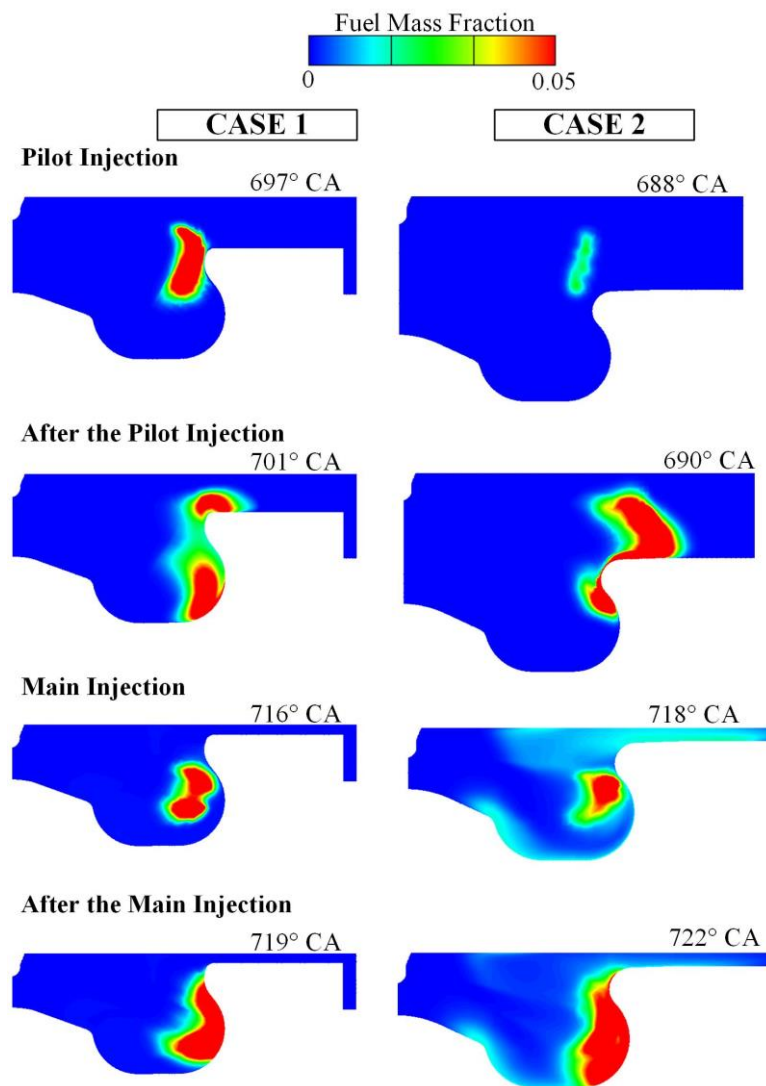 Fuel Mass Fraction
0 0.05
CASE 1 CASE 2
Pilot Injection
697° CA 688° CA
After the Pilot Injection
701° CA 690° CA
Main Injection
716° CA 718° CA
After the Main Injection
719° CA 722° CA